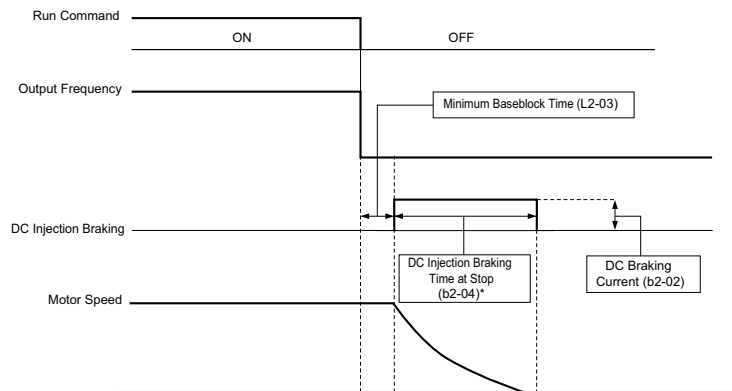 Run Command
ON
OFF
Output Frequency
Minimum Baseblock Time (L2-03)
DC Injection Braking
DC Injection Braking
Time at Stop
(b2-04)*
DC Braking
Current (b2-02)
Motor Speed